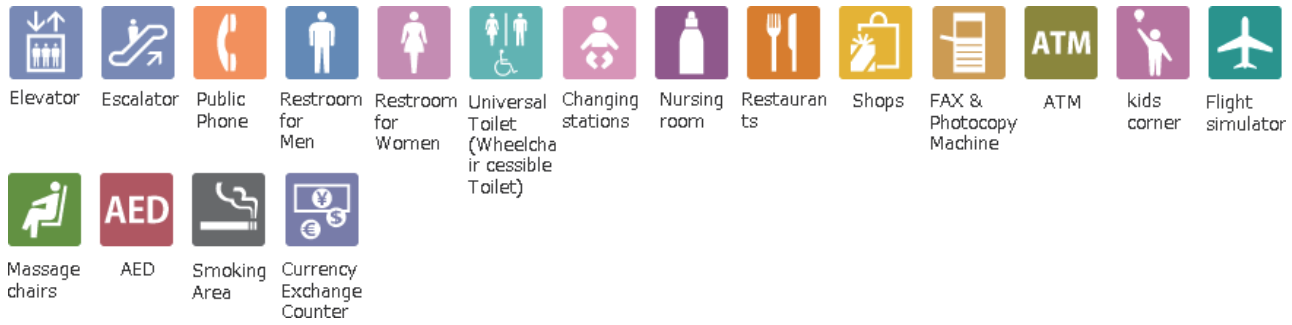 ATM
Elevator
Escalator
Public
Phone
Restroom
for
Men
Restroom
for
Women
Universal
Toilet
(Wheelcha
ir cessible
Toilet)
Changing
stations
Nursing
room
Restauran
ts
Shops
FAX &
Photocopy
Machine
ATM
kids
corner
Flight
simulator
AED
¥
$
€
Massage
chairs
AED
Smoking
Area
Currency
Exchange
Counter